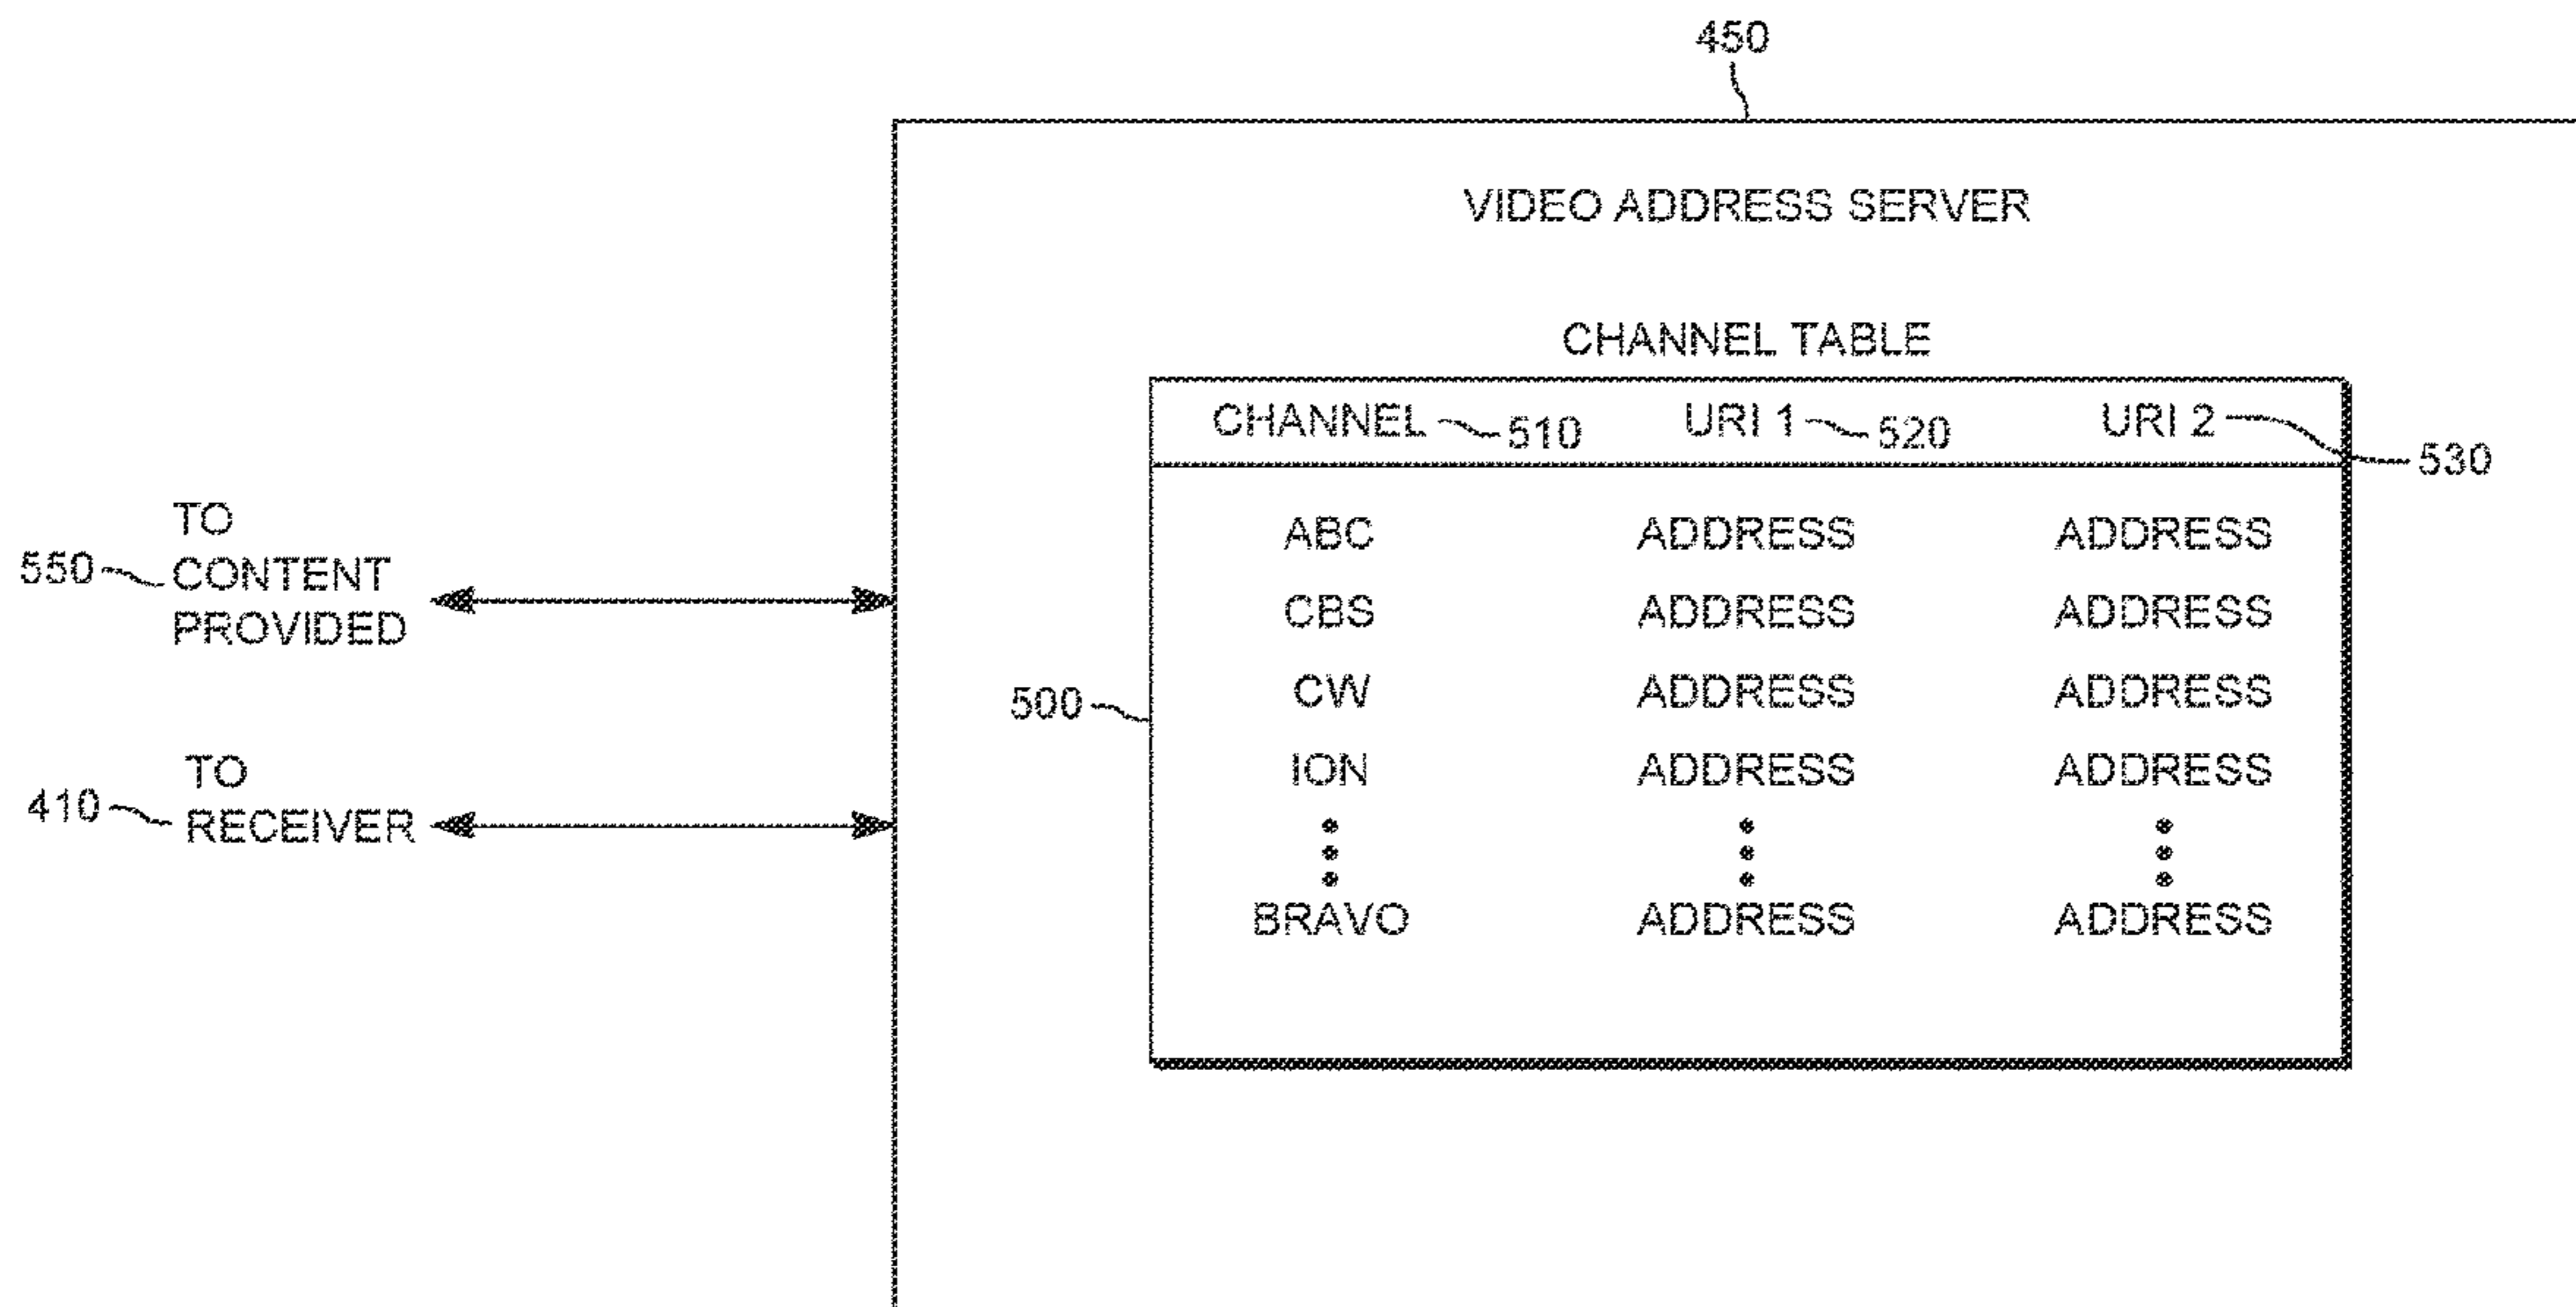 450
VIDEO ADDRESS SERVER
CHANNEL TABLE
CHANNEL 510 URI 1 520 URI 2 530
ABC ADDRESS ADDRESS
CBS ADDRESS ADDRESS
CW ADDRESS ADDRESS
ION ADDRESS ADDRESS
BRAVO ADDRESS ADDRESS
500
TO
550 CONTENT
PROVIDED
TO
410 RECEIVER